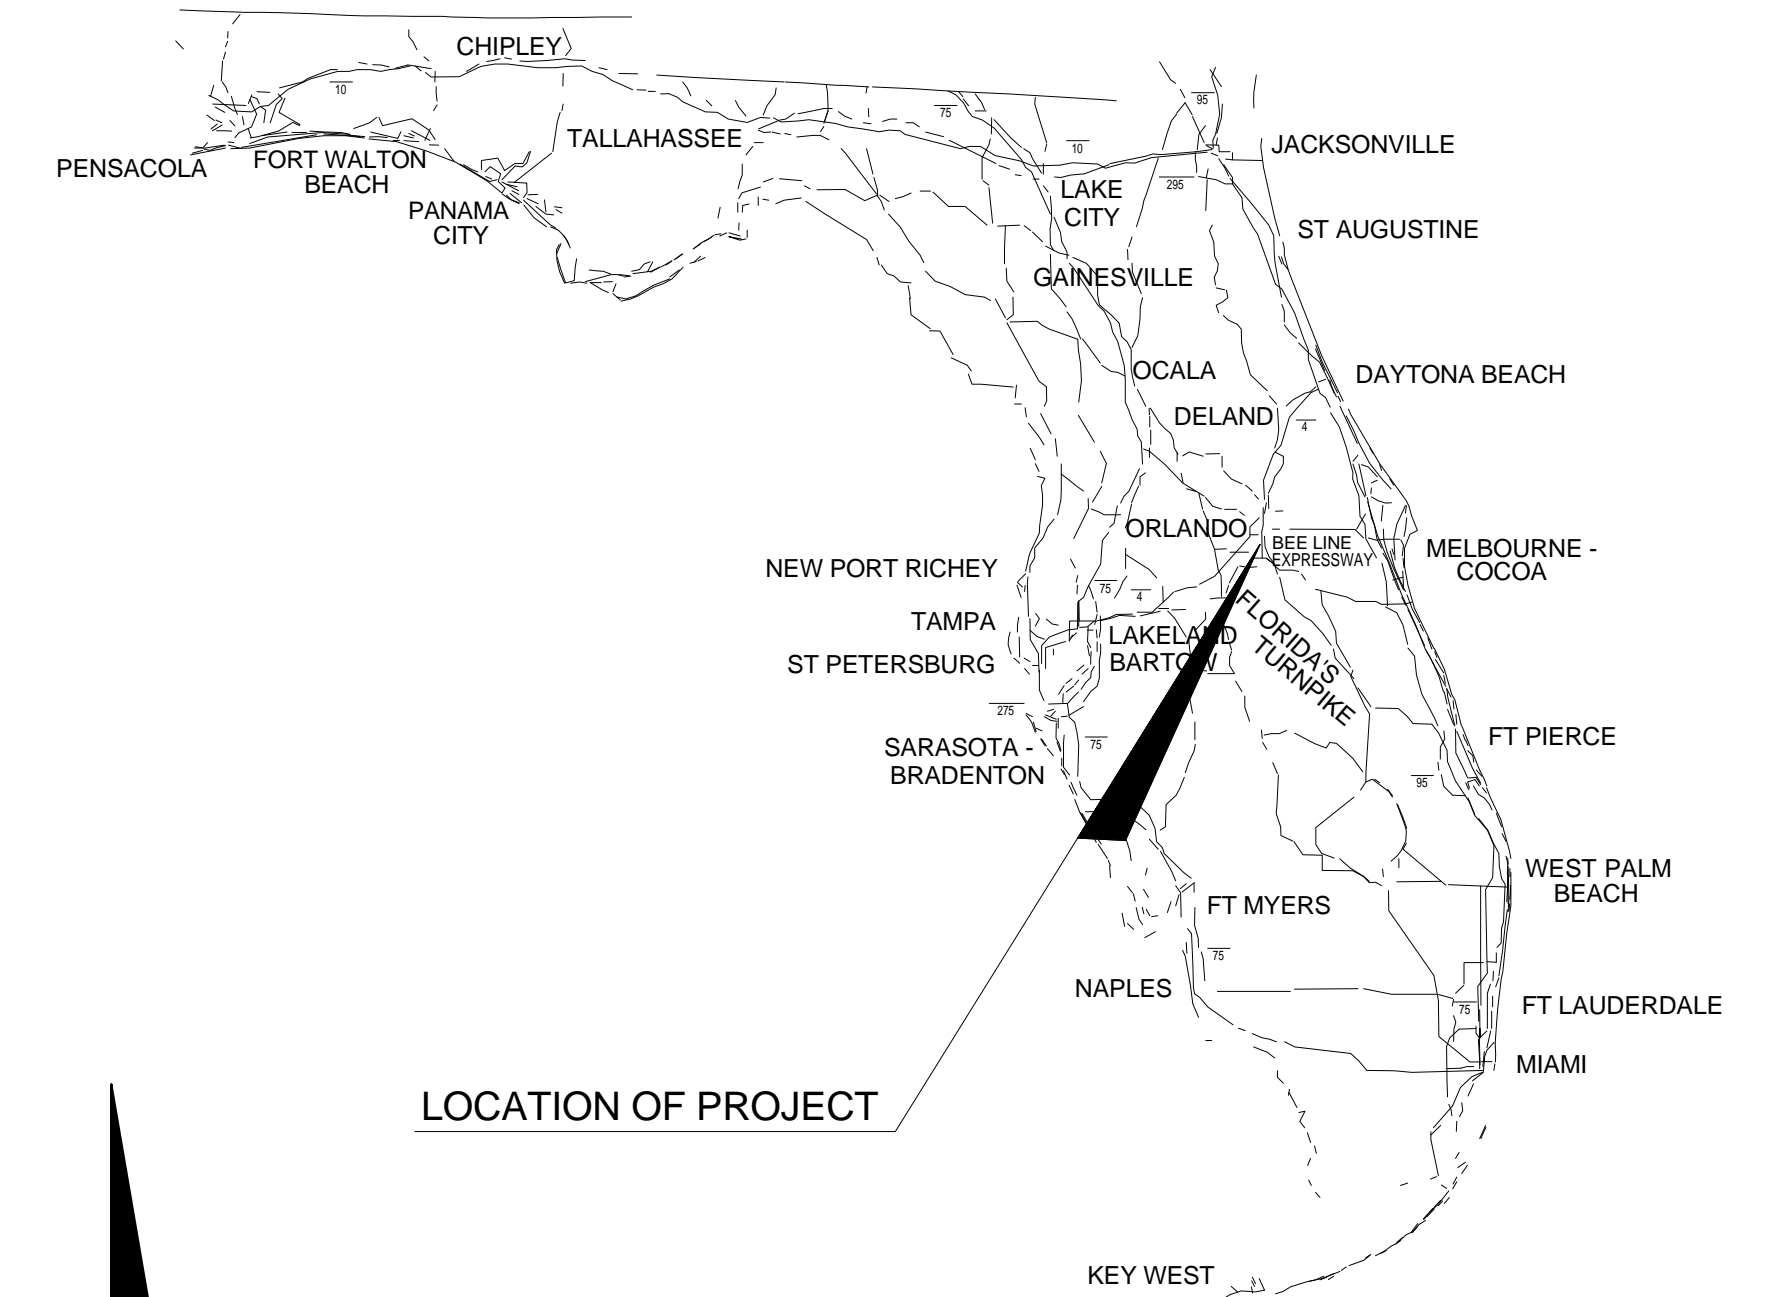 CHIPLEY
10
75
95
TALLAHASSEE
10
JACKSONVILLE
PENSACOLA
FORT WALTON
BEACH
LAKE
CITY
295
PANAMA
CITY
ST AUGUSTINE
GAINESVILLE
OCALA
DAYTONA BEACH
DELAND
4
ORLANDO
BEE LINE
EXPRESSWAY
MELBOURNE -
COCOA
NEW PORT RICHEY
75
4
TAMPA
LAKELAND
BARTOW
FLORIDA'S
TURNPIKE
ST PETERSBURG
275
75
SARASOTA -
BRADENTON
FT PIERCE
95
WEST PALM
BEACH
FT MYERS
75
NAPLES
75
FT LAUDERDALE
MIAMI
LOCATION OF PROJECT
KEY WEST